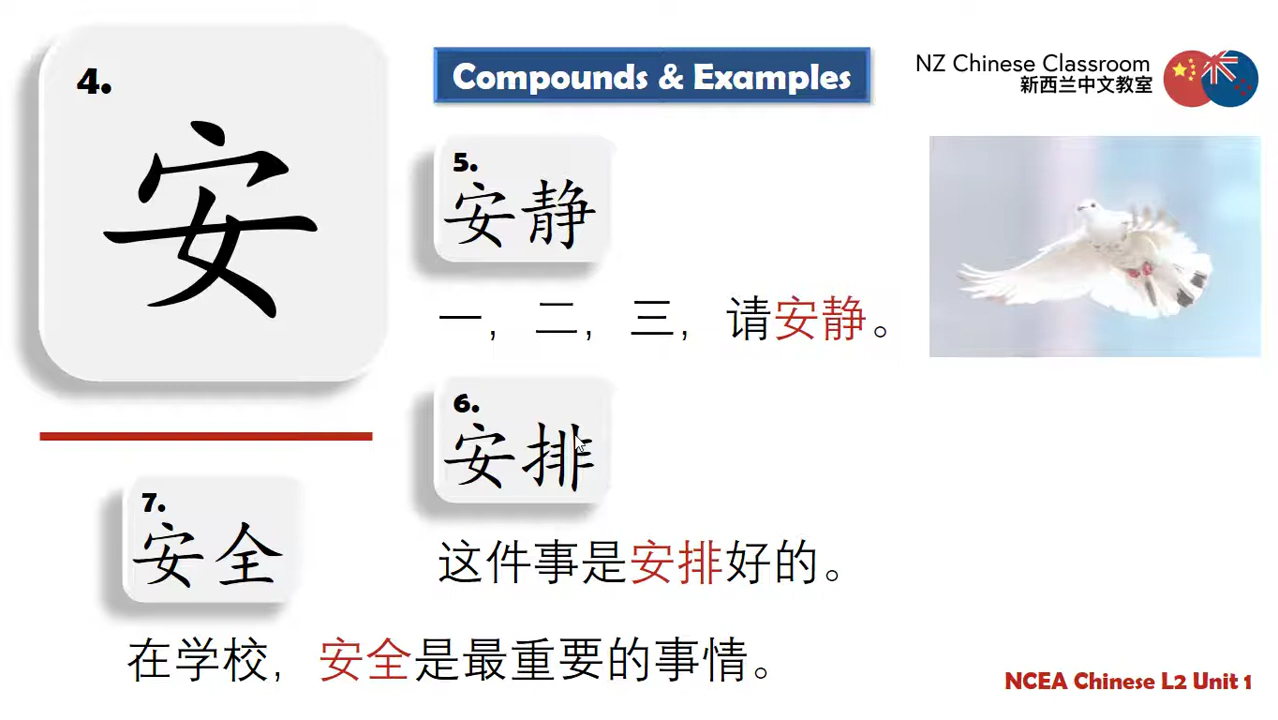 4.
安
Compounds & Examples
NZ Chinese Classroom
新西兰中文教室
5.
安静
一，二，三，请安静。
6.
安排
这件事是安排好的。
7.
安全
在学校，安全是最重要的事情。
NCEA Chinese L2 Unit 1